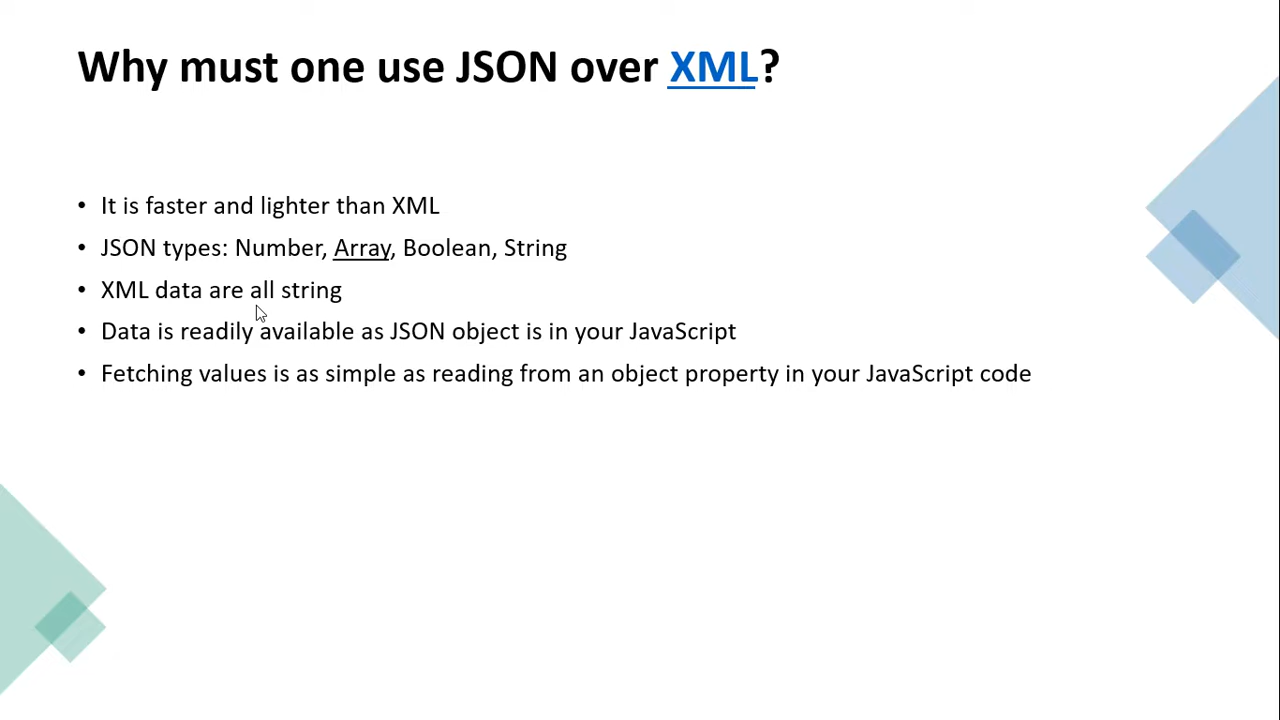 Why must one use JSON over XML?
• It is faster and lighter than XML
• JSON types: Number, Array, Boolean, String
• XML data are all string
• Data is readily available as JSON object is in your JavaScript
• Fetching values is as simple as reading from an object property in your JavaScript code